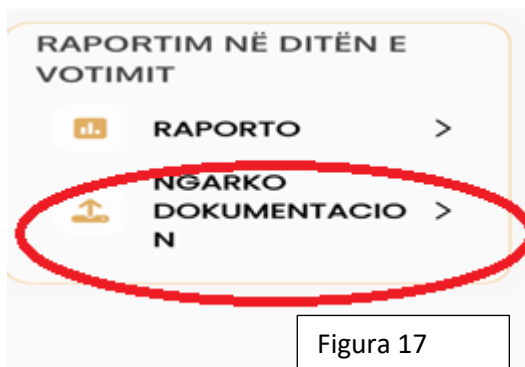 RAPORTIM NË DITËN E
VOTIMIT
RAPORTO >
NGARKO
DOKUMENTACIO >
N
Figura 17